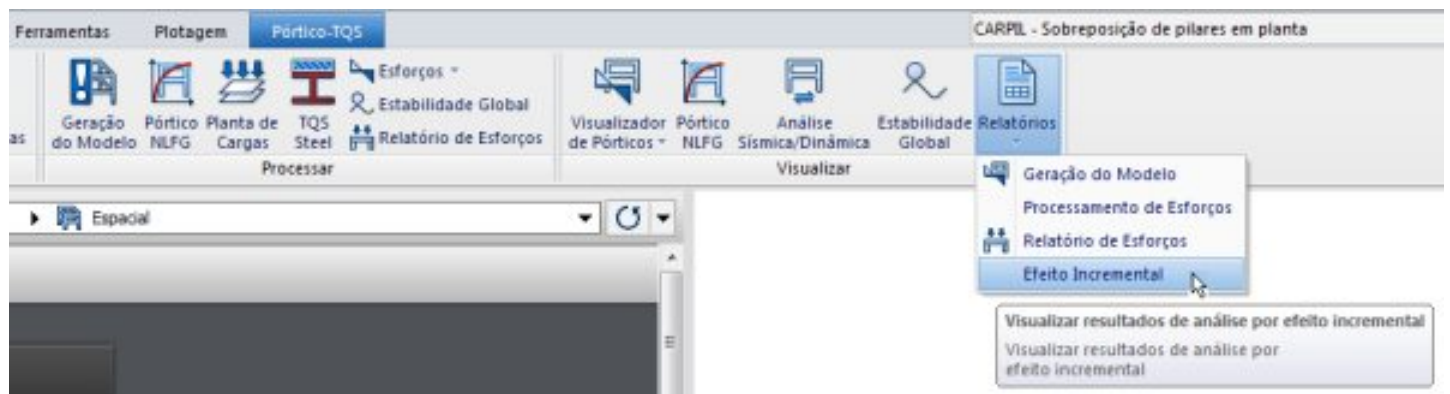 Ferramentas Plotagem Pórtico-TQS
CARPIL - Sobreposição de pilares em planta
as
Geração
do Modelo
Pórtico
NLFG
Planta de
Cargas
TQS
Steel
Esforços
Estabilidade Global
Relatório de Esforços
Processar
Visualizador
de Pórticos
Pórtico
NLFG
Análise
Sísmica/Dinâmica
Estabilidade
Global
Relatórios
Visualizar
Geração do Modelo
Processamento de Esforços
Relatório de Esforços
Efeito Incremental
Espacial
Visualizar resultados de análise por efeito incremental
Visualizar resultados de análise por
efeito incremental